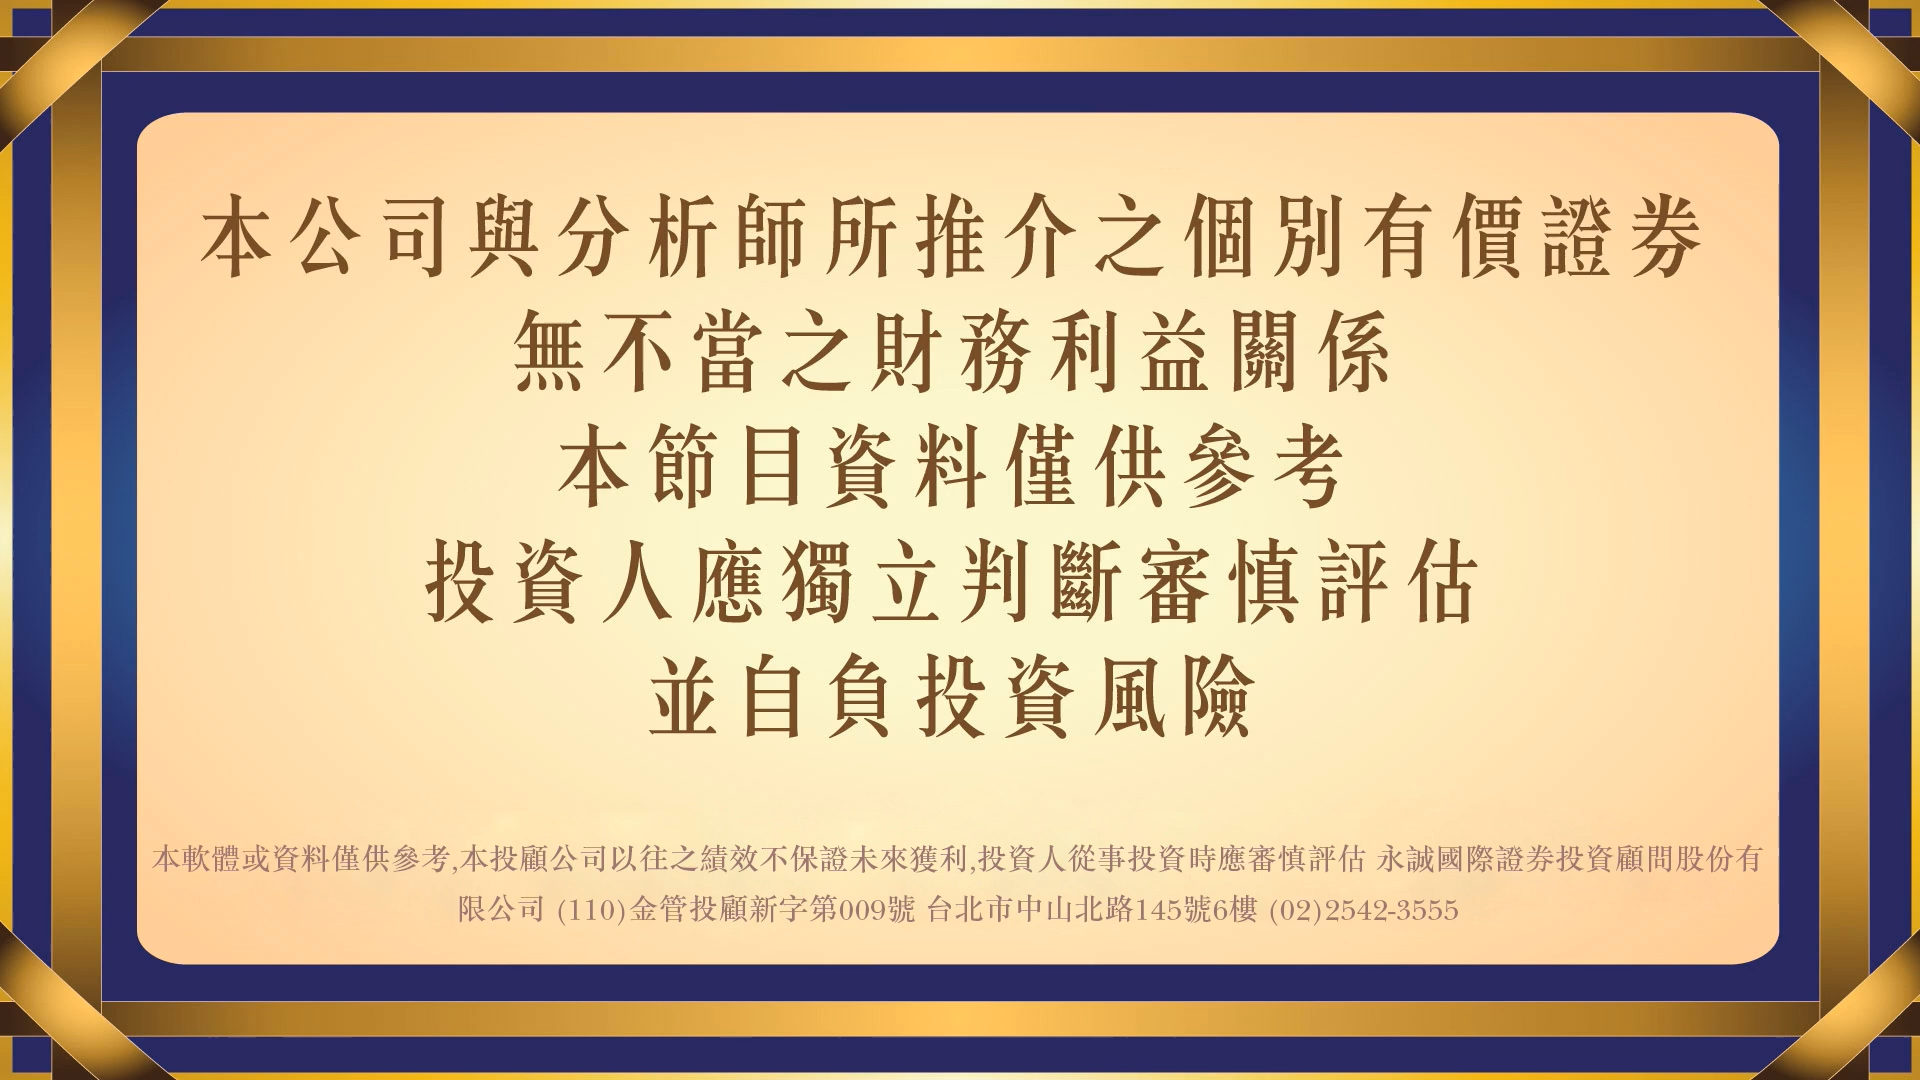 本公司與分析師所推介之個別有價證券
無不當之財務利益關係
本節目資料僅供參考
投資人應獨立判斷審慎評估
並自負投資風險
本軟體或資料僅供參考,本投顧公司以往之績效不保證未來獲利,投資人從事投資時應審慎評估 永誠國際證券投資顧問股份有
限公司 (110)金管投顧新字第009號 台北市中山北路145號6樓 (02)2542-3555